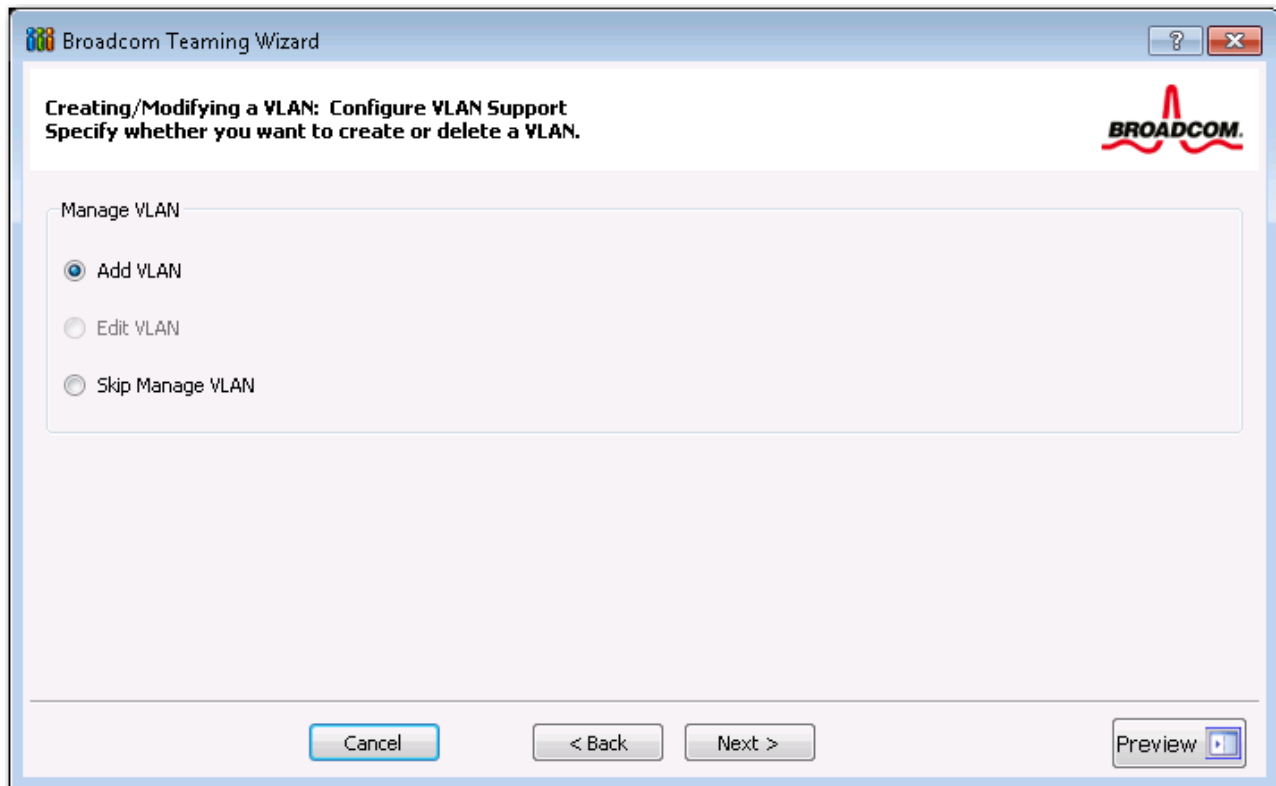 Broadcom Teaming Wizard
?
Creating/Modifying a VLAN: Configure VLAN Support
Specify whether you want to create or delete a VLAN.
BROADCOM.
Manage VLAN
Add VLAN
Edit VLAN
Skip Manage VLAN
Cancel
< Back
Next >
Preview